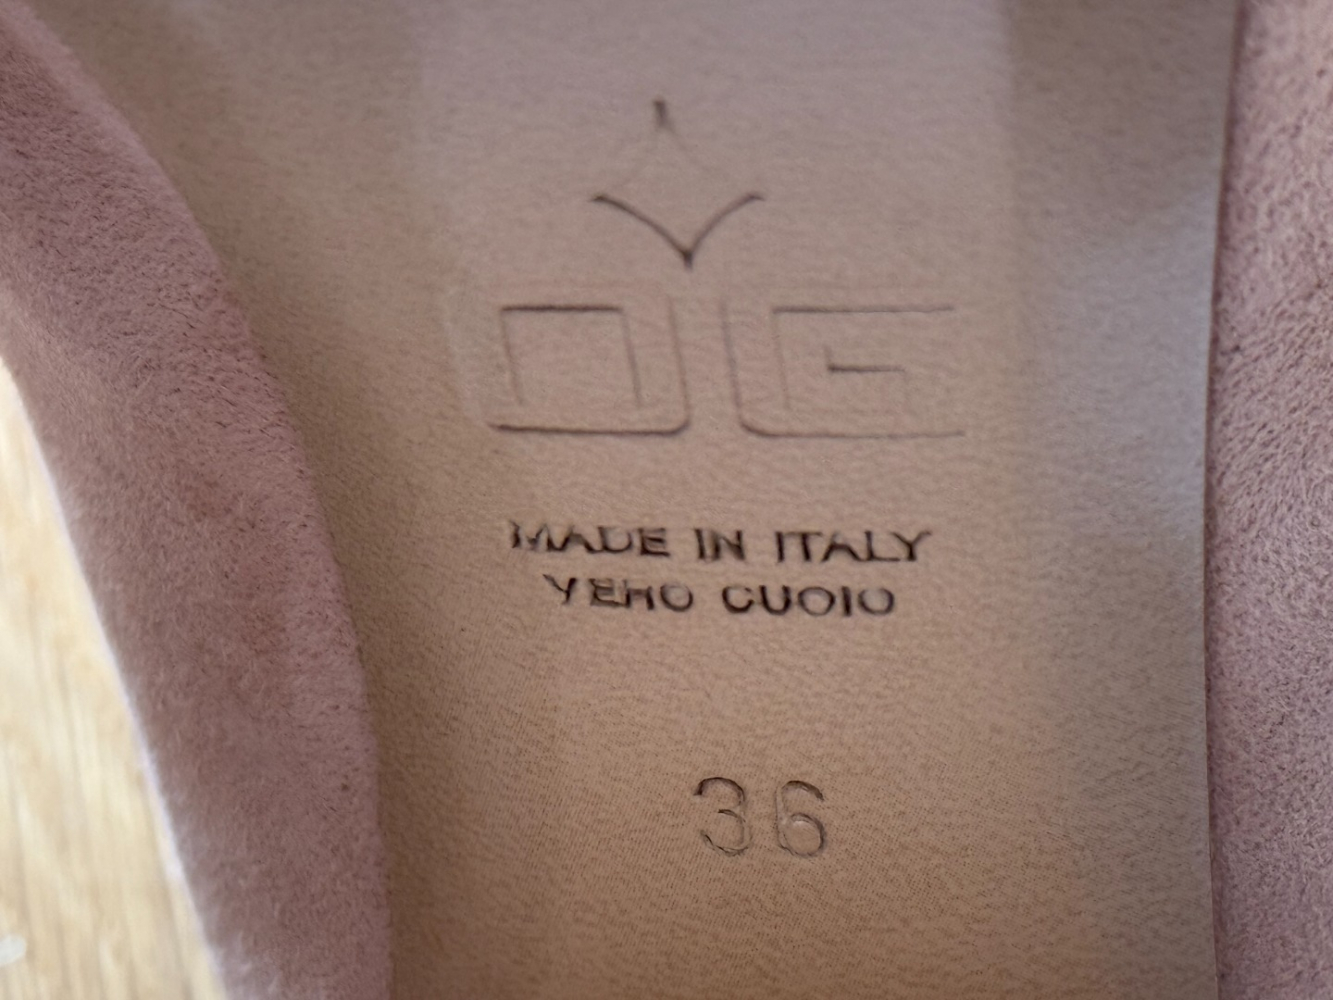 DG
MADE IN ITALY
VERO CUOIO
36